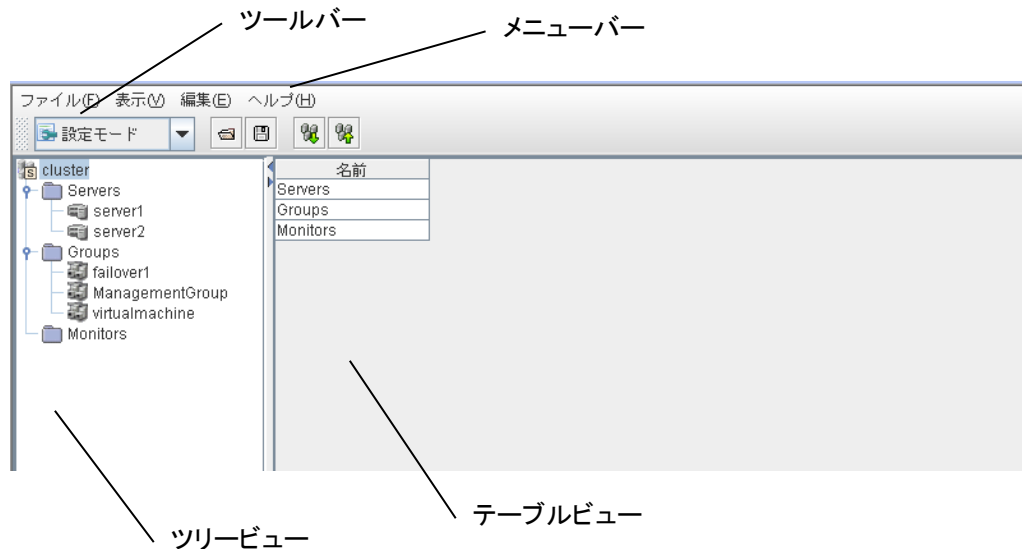 ツールバー
メニューバー
ファイル(F) 表示(V) 編集(E) ヘルプ(H)
設定モード
cluster
Servers
server1
server2
Groups
failover1
ManagementGroup
virtualmachine
Monitors
名前
Servers
Groups
Monitors
テーブルビュー
ツリービュー